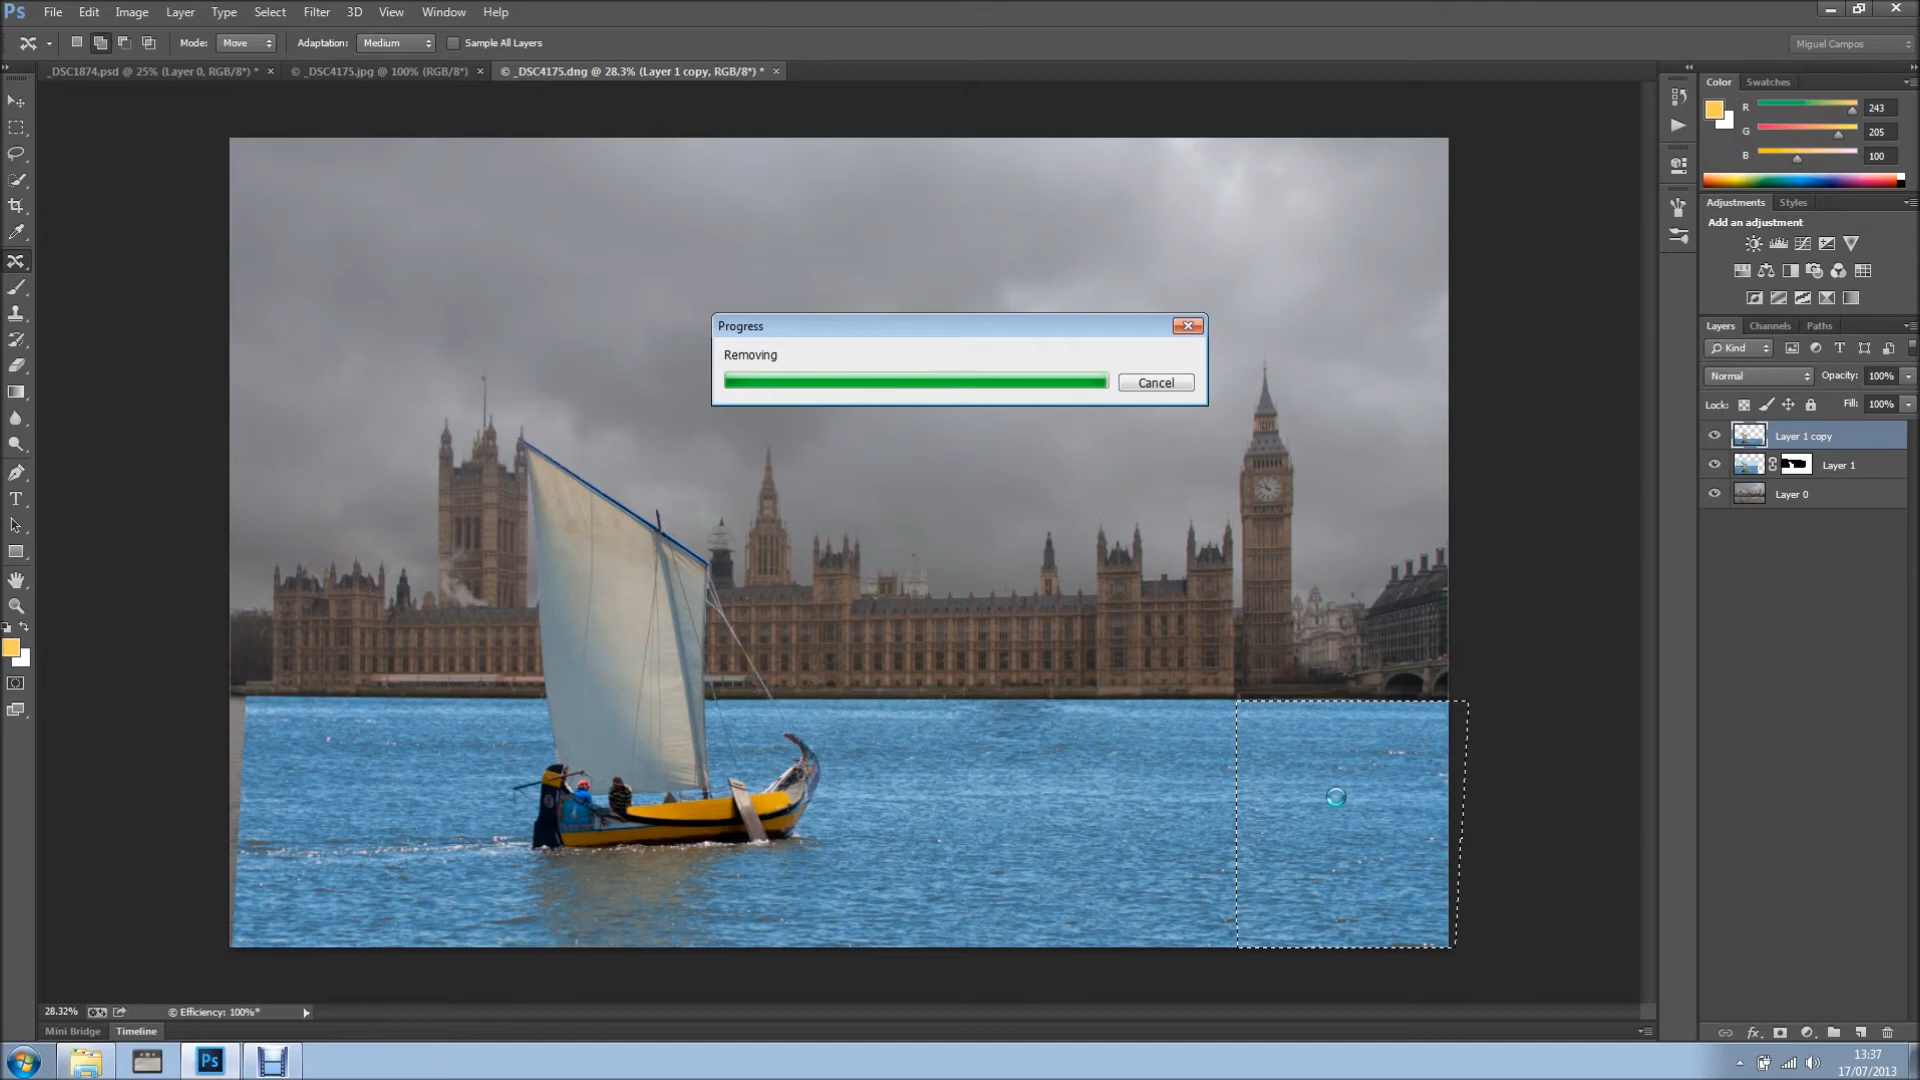 Ps File Edit Image Layer Type Select Filter 3D View Window Help
Mode: Move Adaptation: Medium Sample All Layers Miguel Campos
_DSC1874.psd @ 25% (Layer 0, RGB/8*) * × © _DSC4175.jpg @ 100% (RGB/8*) × © _DSC4175.dng @ 28.3% (Layer 1 copy, RGB/8*) * ×
Color Swatches
R 243
G 205
B 100
Adjustments Styles
Add an adjustment
Progress
Removing
Cancel
Layers Channels Paths
Kind
Normal Opacity: 100%
Lock: Fill: 100%
Layer 1 copy
Layer 1
Layer 0
28.32% © Efficiency: 100%*
Mini Bridge Timeline
Ps
13:37
17/07/2013